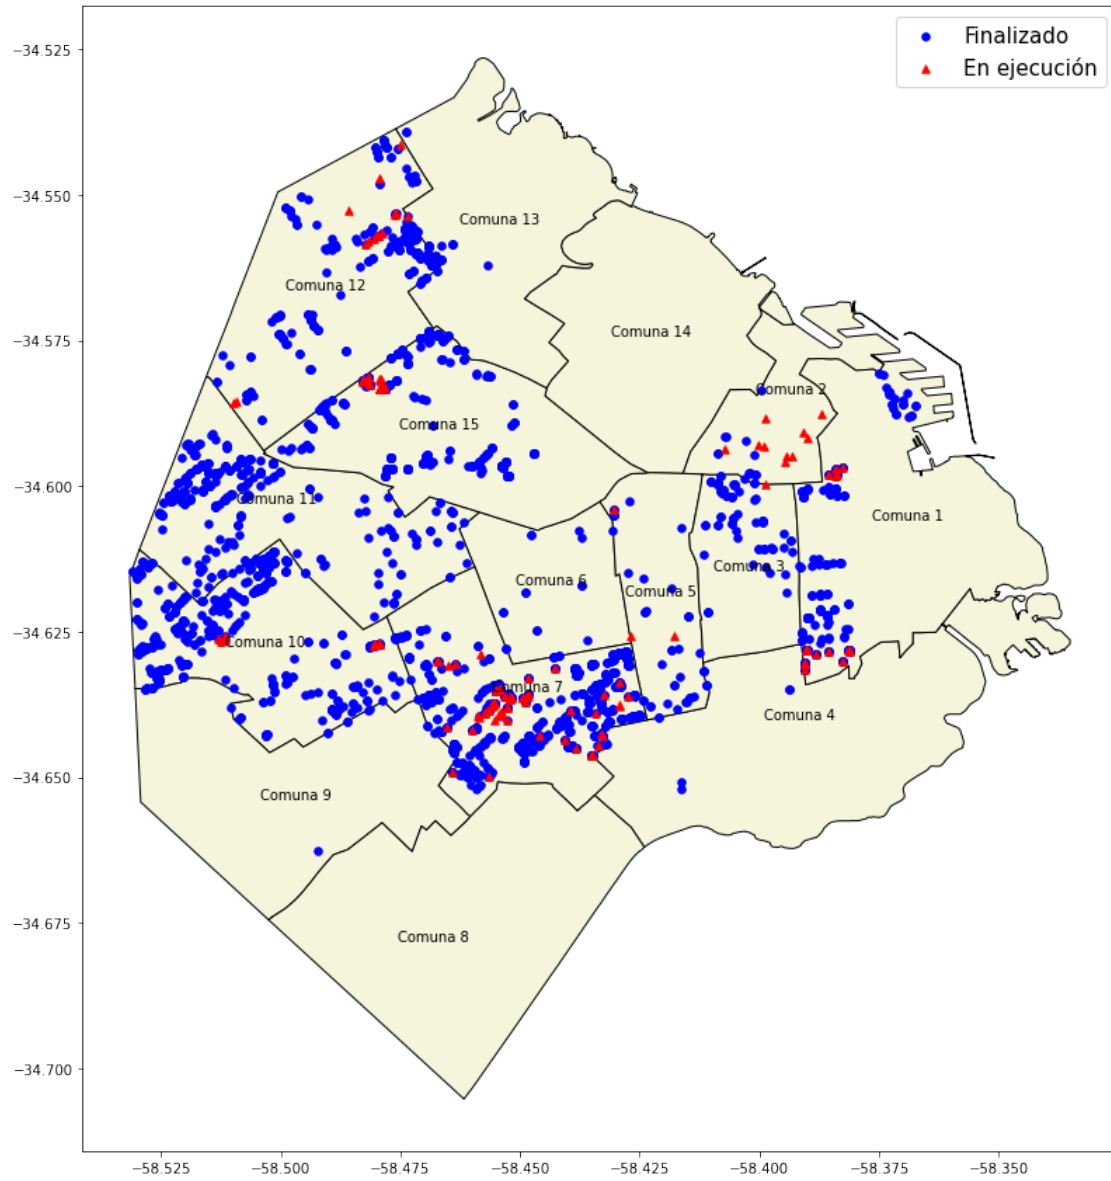 Finalizado
En ejecución
−34.525
−34.550
−34.575
−34.600
−34.625
−34.650
−34.675
−34.700
Comuna 13
Comuna 12
Comuna 14
Comuna 2
Comuna 15
Comuna 11
Comuna 1
Comuna 3
Comuna 6
Comuna 5
Comuna 10
Comuna 7
Comuna 4
Comuna 9
Comuna 8
−58.525 −58.500 −58.475 −58.450 −58.425 −58.400 −58.375 −58.350